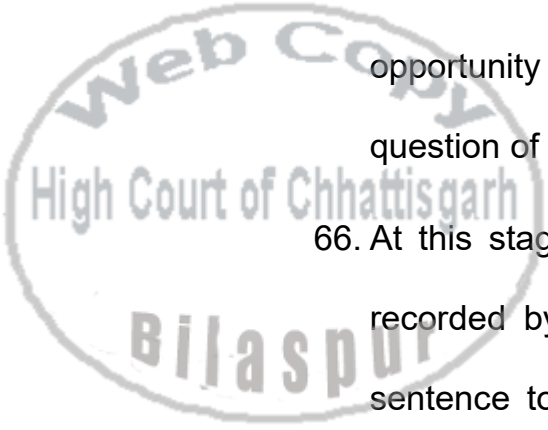 Web Copy
opportunity
question of
High Court of Chhattisgarh
66. At this stag
recorded by
Bilaspur
sentence to